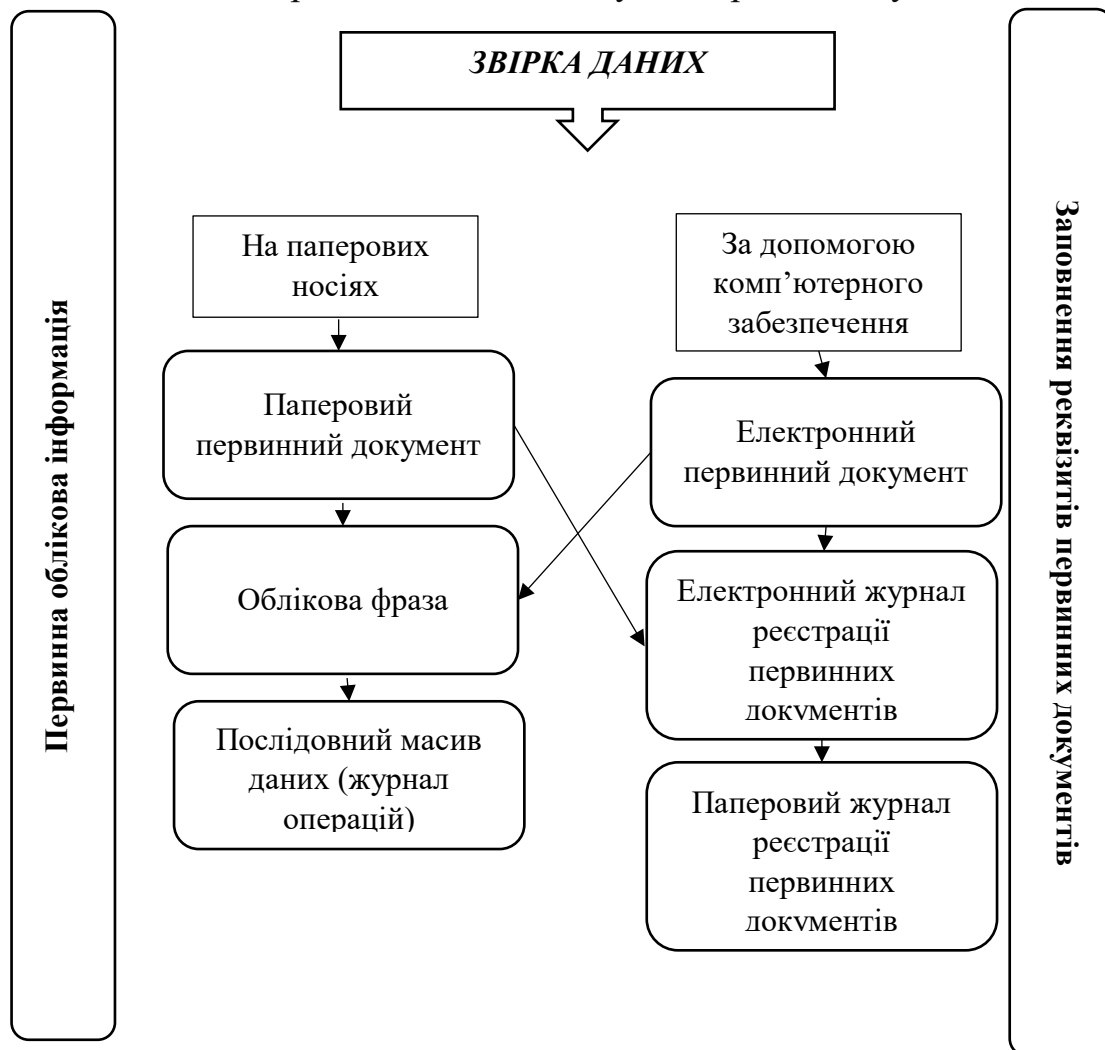 ЗВІРКА ДАНИХ
Первинна облікова інформація
На паперових
носіях
Паперовий
первинний документ
Облікова фраза
Послідовний масив
даних (журнал
операцій)
За допомогою
комп’ютерного
забезпечення
Електронний
первинний документ
Електронний журнал
реєстрації
первинних
документів
Паперовий журнал
реєстрації
первинних
документів
Заповнення реквізитів первинних документів